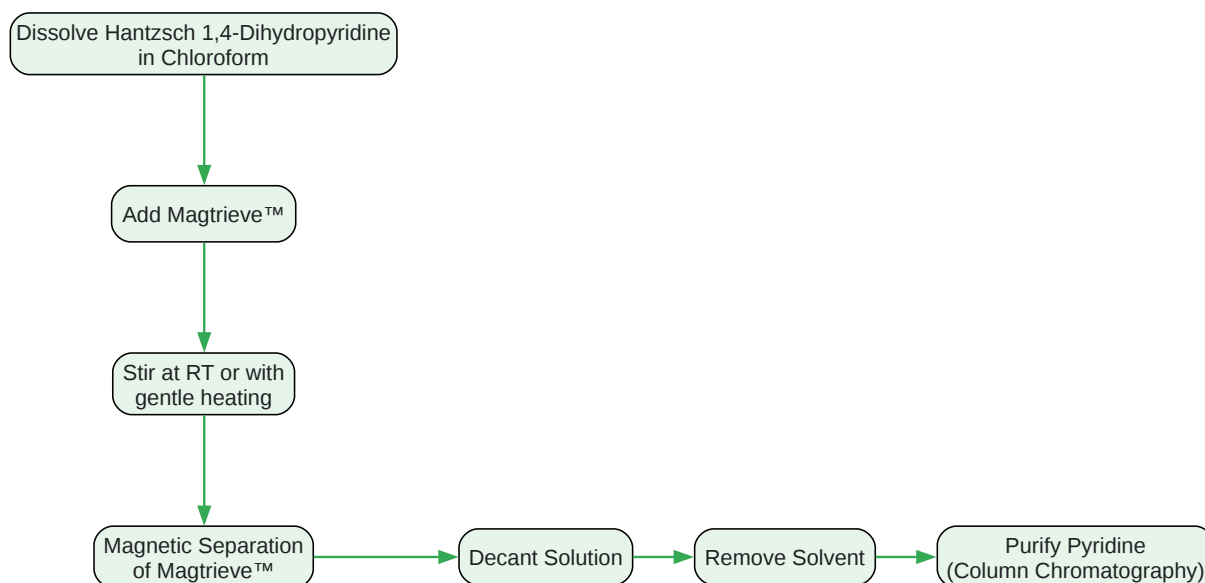 Dissolve Hantzsch 1,4-Dihydropyridine
in Chloroform
Add Magtrieve™
Stir at RT or with
gentle heating
Magnetic Separation
of Magtrieve™
Decant Solution
Remove Solvent
Purify Pyridine
(Column Chromatography)